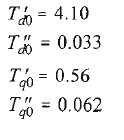 T′d0 = 4.10
T″d0 = 0.033
T′q0 = 0.56
T″q0 = 0.062